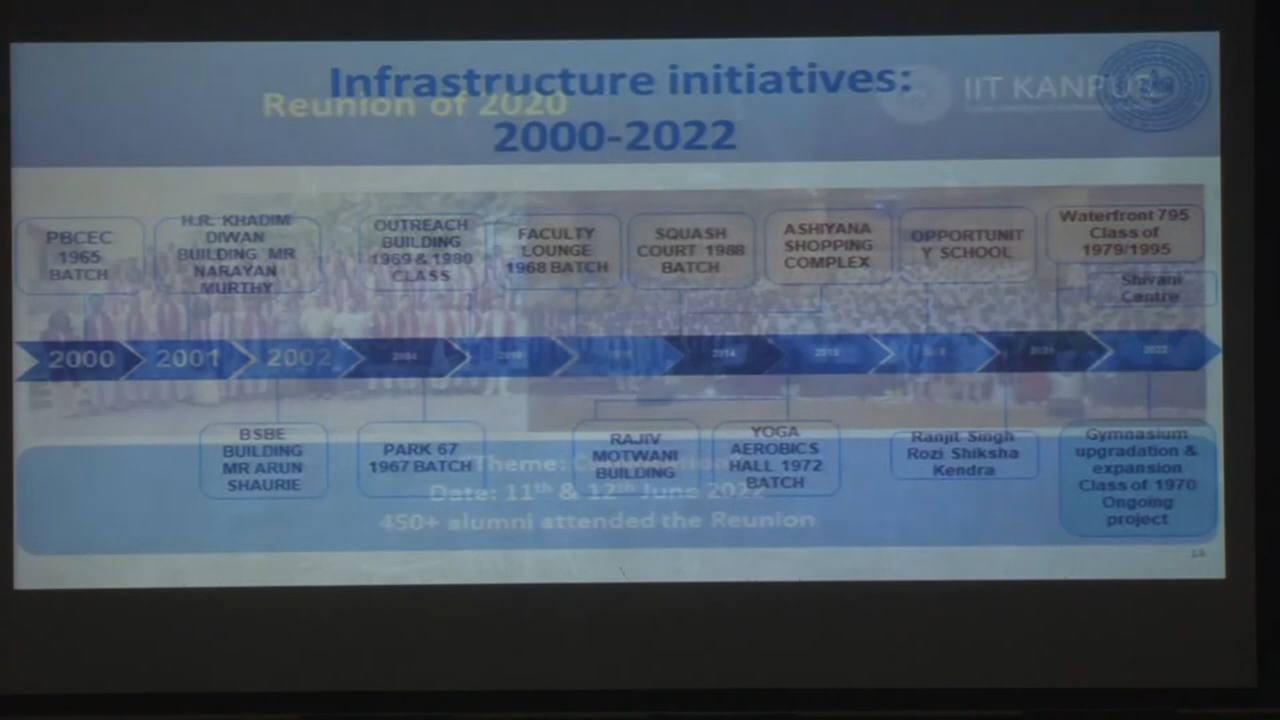 Infrastructure initiatives:
Reunion of 2020
2000-2022
IIT KANPUR
PBCEC
1965
BATCH
H.R. KHADIM
DIWAN
BUILDING MR
NARAYAN
MURTHY
OUTREACH
BUILDING
1969 & 1980
CLASS
FACULTY
LOUNGE
1968 BATCH
SQUASH
COURT 1988
BATCH
ASHIYANA
SHOPPING
COMPLEX
OPPORTUNIT
Y SCHOOL
Waterfront 795
Class of
1979/1995
Shivani
Centre
2000 2001 2002 2014 2022
BSBE
BUILDING
MR ARUN
SHAURIE
PARK 67
1967 BATCH
RAJIV
MOTWANI
BUILDING
YOGA
AEROBICS
HALL 1972
BATCH
Ranjit Singh
Rozi Shiksha
Kendra
Gymnasium
upgradation &
expansion
Class of 1970
Ongoing
project
Theme:
Date: 11th & 12th June 2022
450+ alumni attended the Reunion